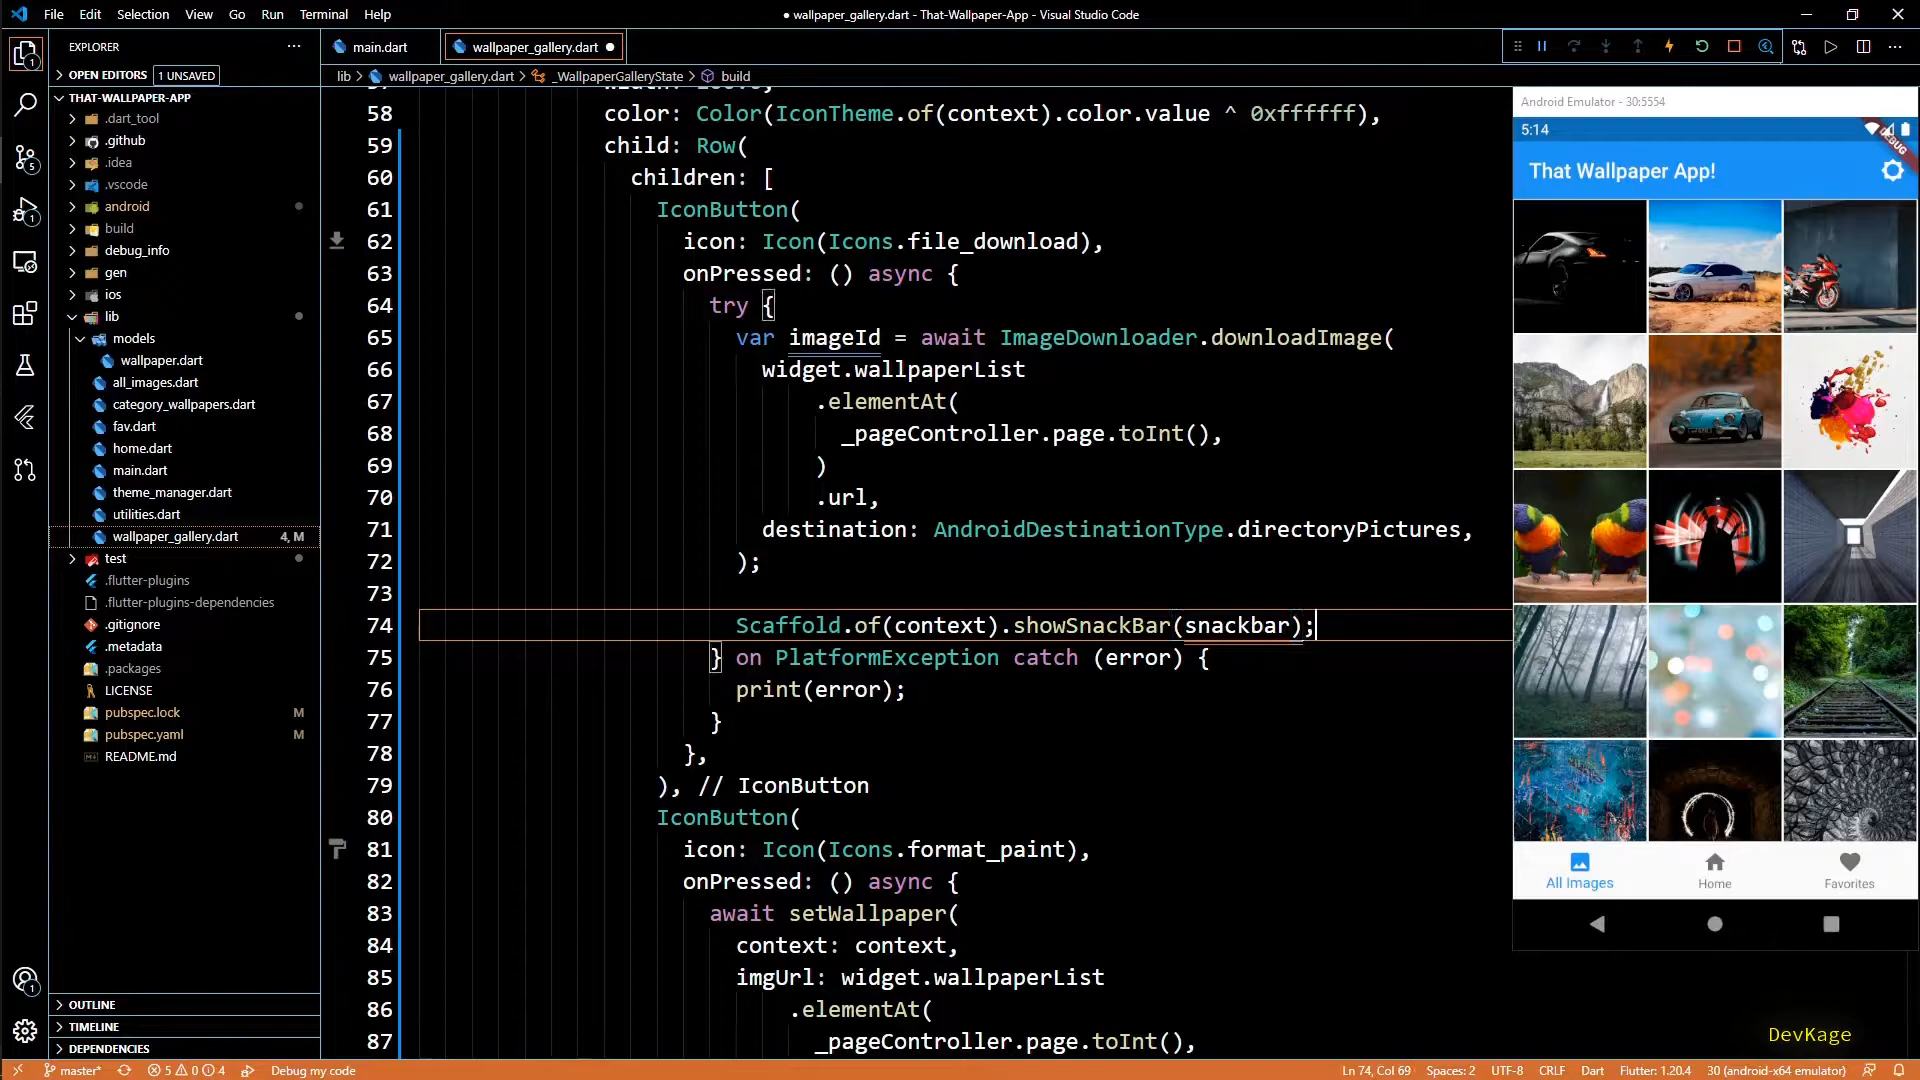 File Edit Selection View Go Run Terminal Help
● wallpaper_gallery.dart - That-Wallpaper-App - Visual Studio Code
EXPLORER
OPEN EDITORS 1 UNSAVED
THAT-WALLPAPER-APP
.dart_tool
.github
.idea
.vscode
android
build
debug_info
gen
ios
lib
models
wallpaper.dart
all_images.dart
category_wallpapers.dart
fav.dart
home.dart
main.dart
theme_manager.dart
utilities.dart
wallpaper_gallery.dart 4, M
test
.flutter-plugins
.flutter-plugins-dependencies
.gitignore
.metadata
.packages
LICENSE
pubspec.lock M
pubspec.yaml M
README.md
OUTLINE
TIMELINE
DEPENDENCIES
main.dart
wallpaper_gallery.dart
lib > wallpaper_gallery.dart > _WallpaperGalleryState > build
58 color: Color(IconTheme.of(context).color.value ^ 0xffffff),
59 child: Row(
60 children: [
61 IconButton(
62 icon: Icon(Icons.file_download),
63 onPressed: () async {
64 try {
65 var imageId = await ImageDownloader.downloadImage(
66 widget.wallpaperList
67 .elementAt(
68 _pageController.page.toInt(),
69 )
70 .url,
71 destination: AndroidDestinationType.directoryPictures,
72 );
73
74 Scaffold.of(context).showSnackBar(snackbar);
75 } on PlatformException catch (error) {
76 print(error);
77 }
78 },
79 ), // IconButton
80 IconButton(
81 icon: Icon(Icons.format_paint),
82 onPressed: () async {
83 await setWallpaper(
84 context: context,
85 imgUrl: widget.wallpaperList
86 .elementAt(
87 _pageController.page.toInt(),
Android Emulator - 30:5554
5:14
DEBUG
That Wallpaper App!
All Images
Home
Favorites
DevKage
1
5
1
1
master* 5 0 4 Debug my code
Ln 74, Col 69 Spaces: 2 UTF-8 CRLF Dart Flutter: 1.20.4 30 (android-x64 emulator)